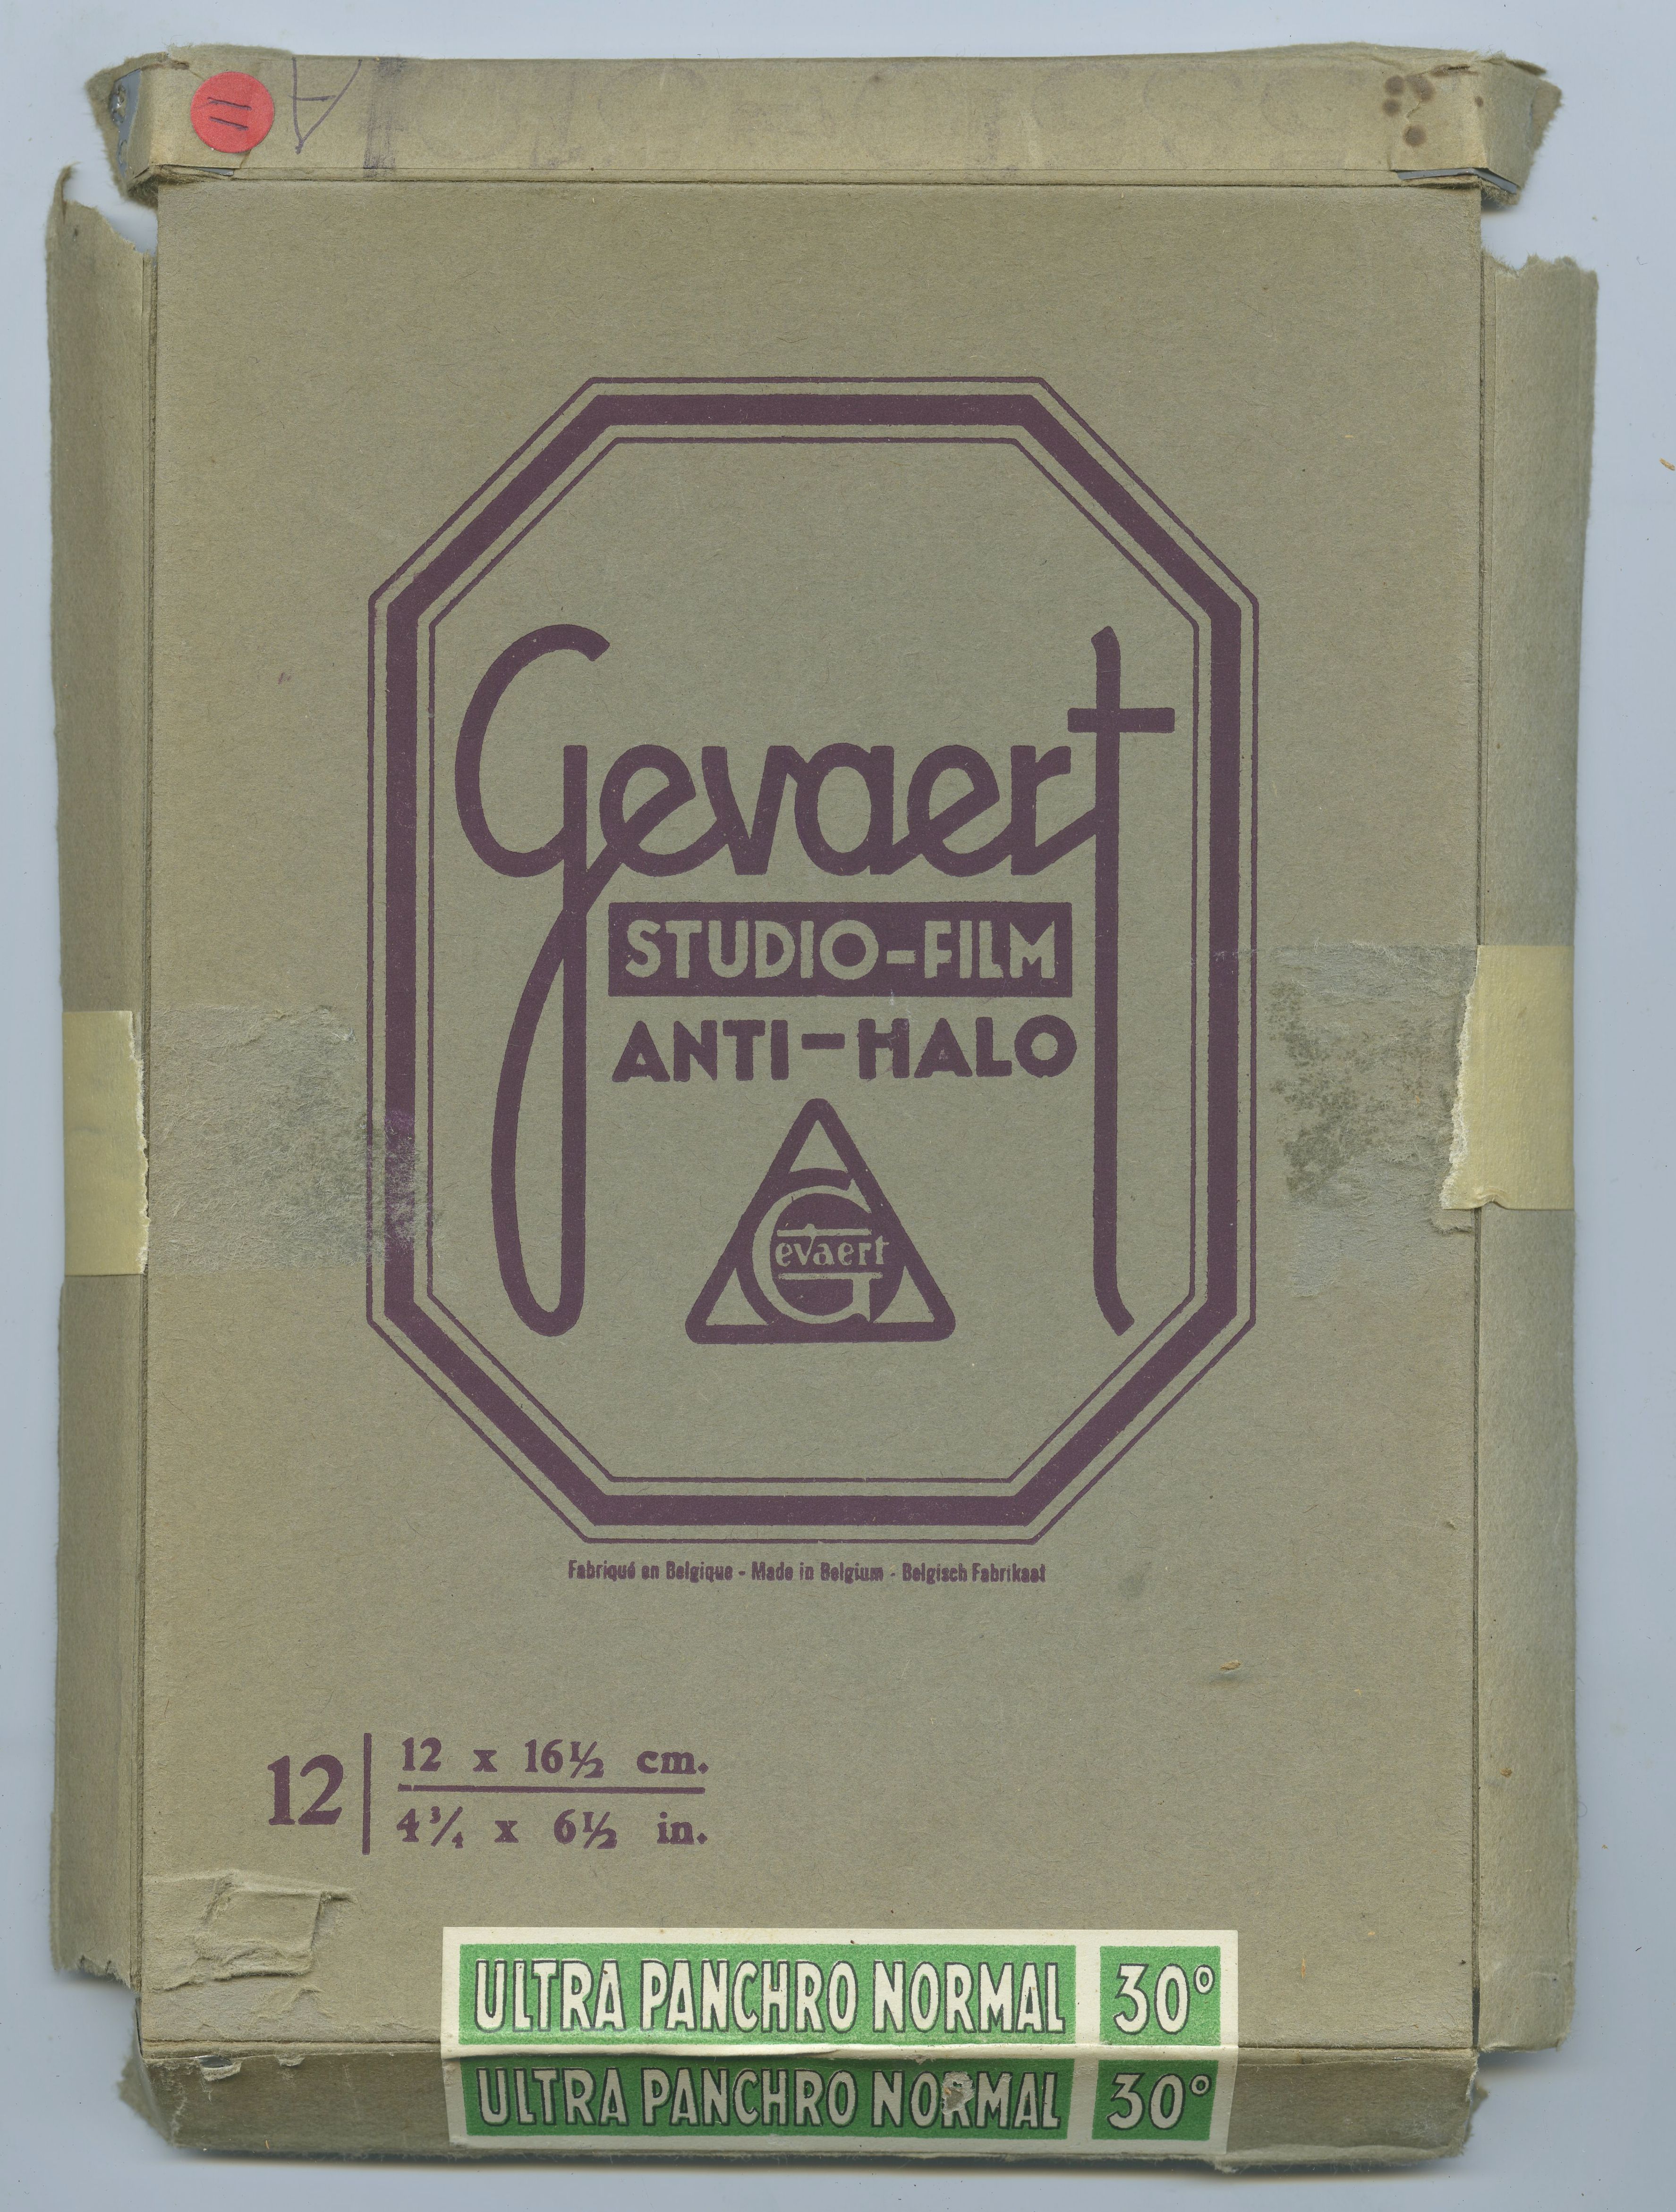 11 A
Gevaert
STUDIO-FILM
ANTI-HALO
Gevaert
Fabriqué en Belgique - Made in Belgium - Belgisch Fabrikaat
12 | 12 x 16½ cm.
4¾ x 6½ in.
ULTRA PANCHRO NORMAL 30°
ULTRA PANCHRO NORMAL 30°